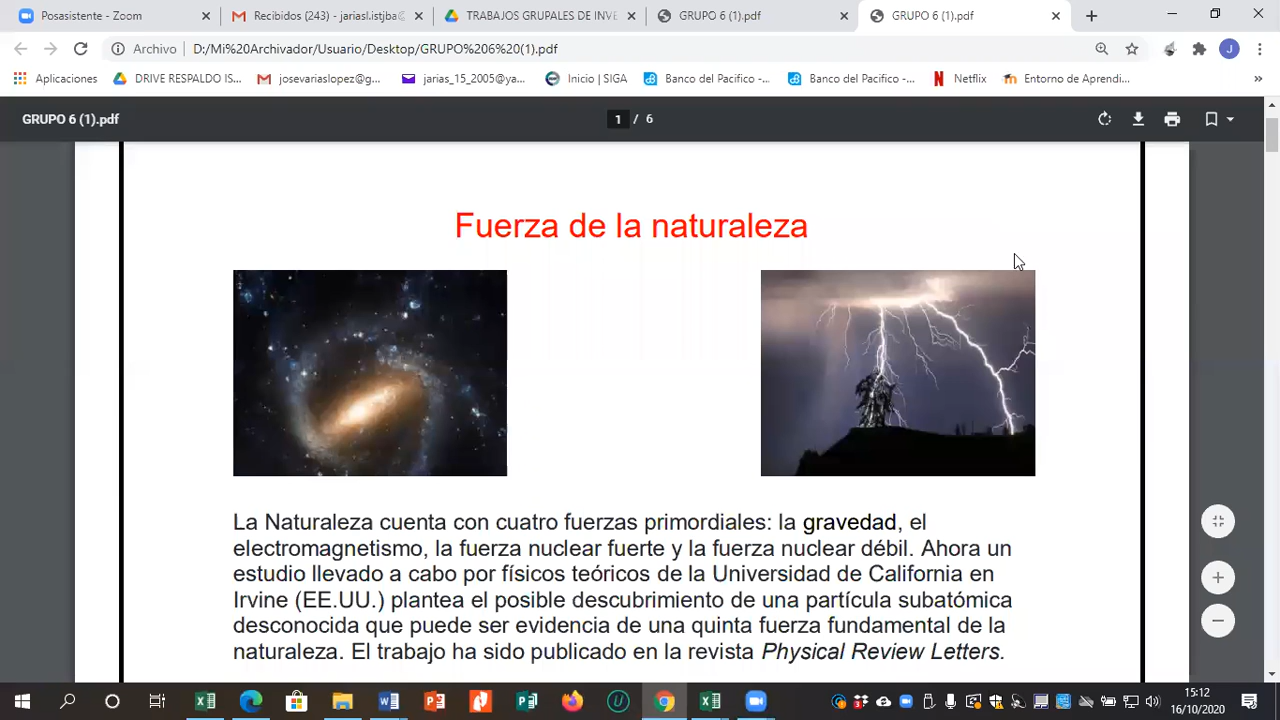 Posasistente - Zoom
Recibidos (243) - jariasl.istjba@
TRABAJOS GRUPALES DE INVE
GRUPO 6 (1).pdf
GRUPO 6 (1).pdf
Archivo
D:/Mi%20Archivador/Usuario/Desktop/GRUPO%206%20(1).pdf
J
Aplicaciones
DRIVE RESPALDO IS...
josevariaslopez@g...
jarias_15_2005@ya...
Inicio | SIGA
Banco del Pacifico -...
Banco del Pacifico -...
Netflix
Entorno de Aprendi...
»
GRUPO 6 (1).pdf
1 / 6
Fuerza de la naturaleza
La Naturaleza cuenta con cuatro fuerzas primordiales: la gravedad, el
electromagnetismo, la fuerza nuclear fuerte y la fuerza nuclear débil. Ahora un
estudio llevado a cabo por físicos teóricos de la Universidad de California en
Irvine (EE.UU.) plantea el posible descubrimiento de una partícula subatómica
desconocida que puede ser evidencia de una quinta fuerza fundamental de la
naturaleza. El trabajo ha sido publicado en la revista Physical Review Letters.
15:12
16/10/2020